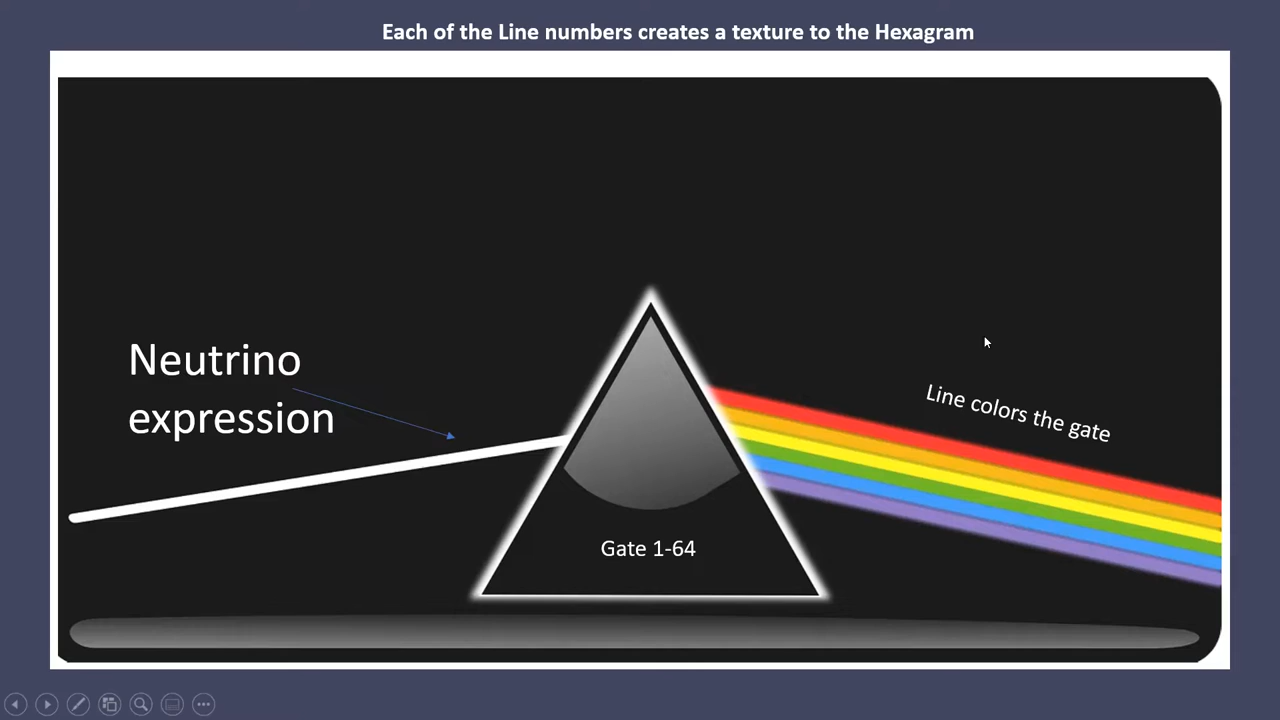 Each of the Line numbers creates a texture to the Hexagram
Neutrino
expression
Line colors the gate
Gate 1-64